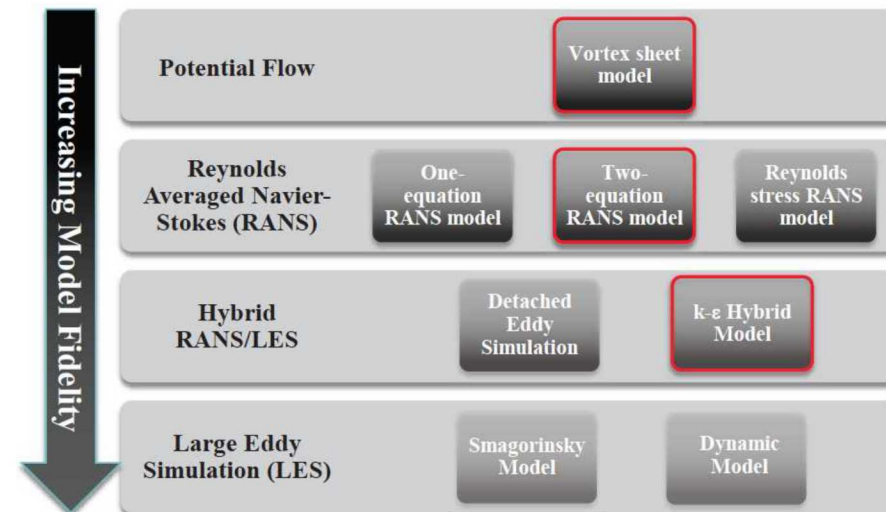 Increasing Model Fidelity
Potential Flow
Vortex sheet
model
Reynolds
Averaged Navier-
Stokes (RANS)
One-
equation
RANS model
Two-
equation
RANS model
Reynolds
stress RANS
model
Hybrid
RANS/LES
Detached
Eddy
Simulation
k-ε Hybrid
Model
Large Eddy
Simulation (LES)
Smagorinsky
Model
Dynamic
Model